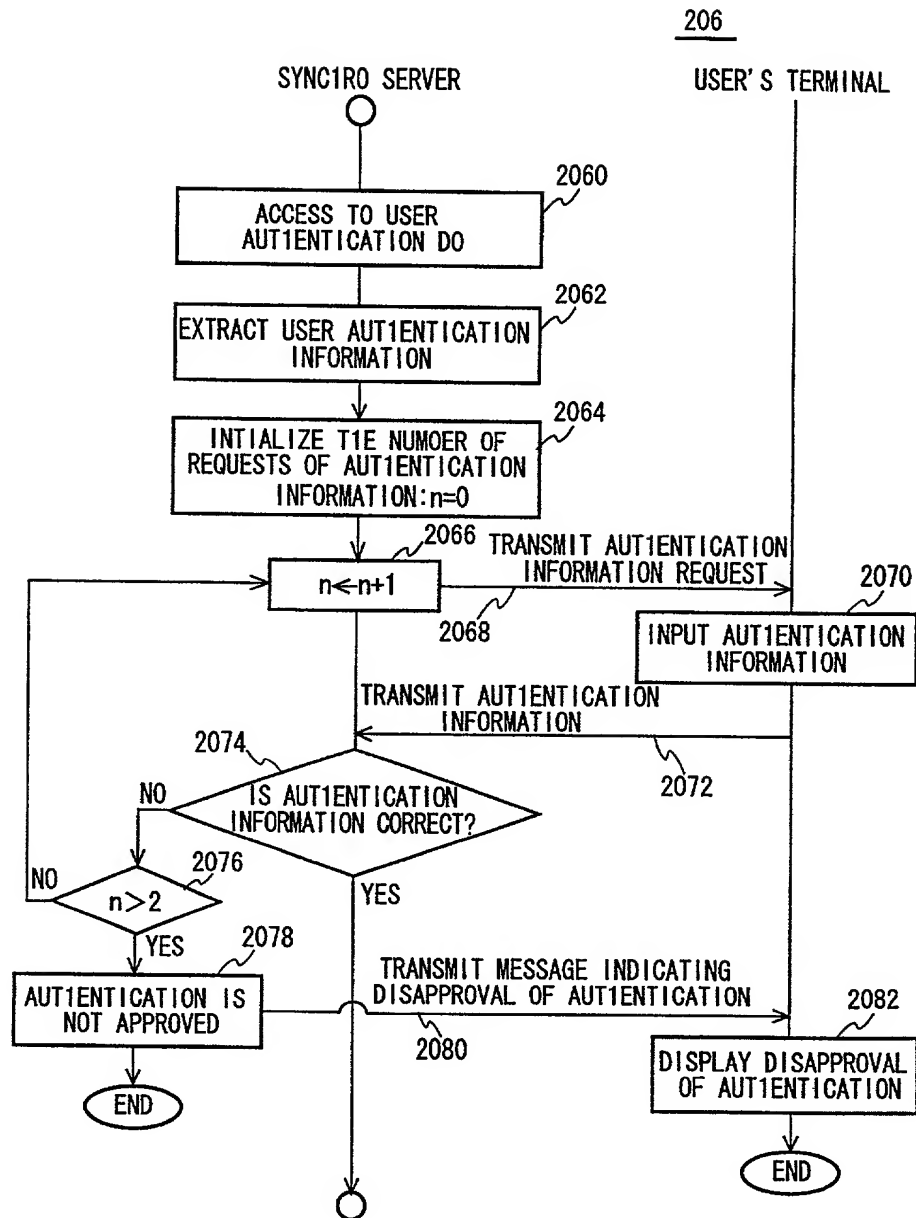 206
SYNC1RO SERVER
USER'S TERMINAL
2060
ACCESS TO USER
AUT1ENTICATION DO
2062
EXTRACT USER AUT1ENTICATION
INFORMATION
2064
INTIALIZE T1E NUMOER OF
REQUESTS OF AUT1ENTICATION
INFORMATION:n=0
2066
n←n+1
TRANSMIT AUT1ENTICATION
INFORMATION REQUEST
2068
2070
INPUT AUT1ENTICATION
INFORMATION
TRANSMIT AUT1ENTICATION
INFORMATION
2072
2074
IS AUT1ENTICATION
INFORMATION CORRECT?
NO
YES
2076
n>2
NO
YES
2078
AUT1ENTICATION IS
NOT APPROVED
TRANSMIT MESSAGE INDICATING
DISAPPROVAL OF AUT1ENTICATION
2080
2082
DISPLAY DISAPPROVAL
OF AUT1ENTICATION
END
END